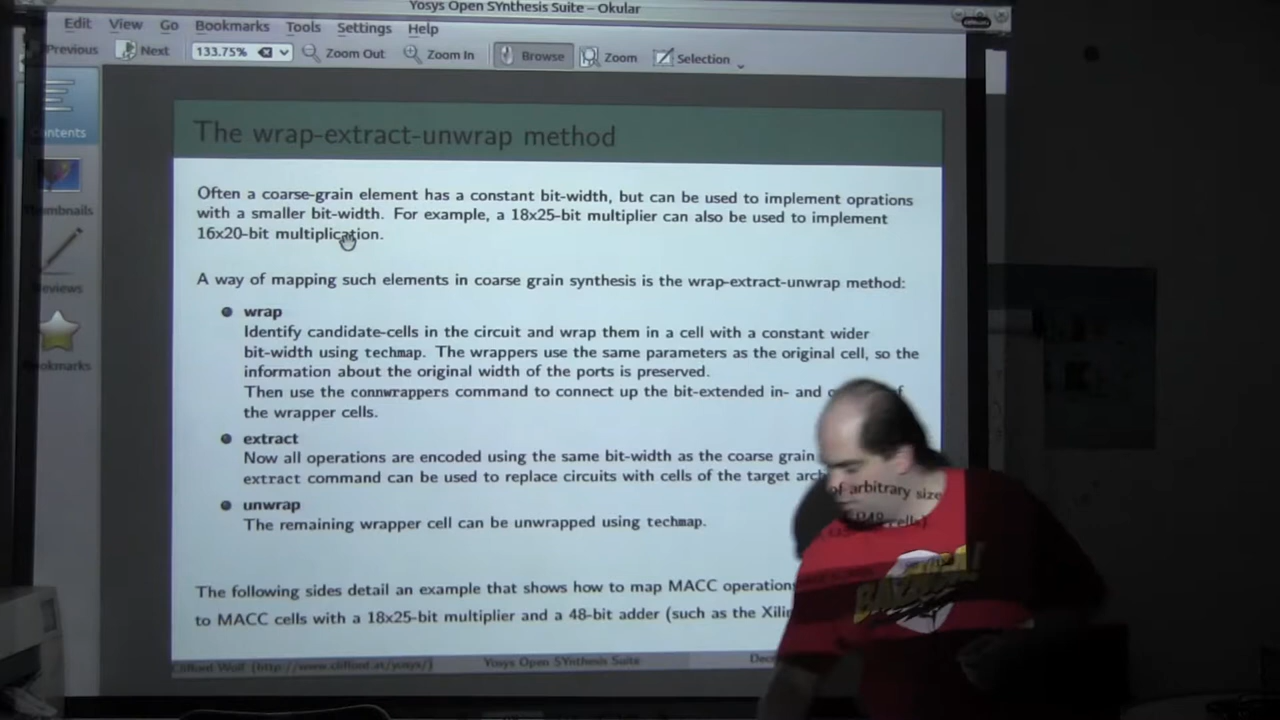 Yosys Open SYnthesis Suite – Okular
Edit View Go Bookmarks Tools Settings Help
Previous Next 133.75% Zoom Out Zoom In Browse Zoom Selection
Contents
Thumbnails
Reviews
Bookmarks
The wrap-extract-unwrap method
Often a coarse-grain element has a constant bit-width, but can be used to implement oprations
with a smaller bit-width. For example, a 18x25-bit multiplier can also be used to implement
16x20-bit multiplication.
A way of mapping such elements in coarse grain synthesis is the wrap-extract-unwrap method:
wrap
Identify candidate-cells in the circuit and wrap them in a cell with a constant wider
bit-width using techmap. The wrappers use the same parameters as the original cell, so the
information about the original width of the ports is preserved.
Then use the connwrappers command to connect up the bit-extended in- and of
the wrapper cells.
extract
Now all operations are encoded using the same bit-width as the coarse grain
extract command can be used to replace circuits with cells of the target arch
unwrap
The remaining wrapper cell can be unwrapped using techmap.
The following sides detail an example that shows how to map MACC operations of arbitrary size
to MACC cells with a 18x25-bit multiplier and a 48-bit adder (such as the Xilinx cells)
Clifford Wolf (http://www.clifford.at/yosys/) Yosys Open SYnthesis Suite Dec